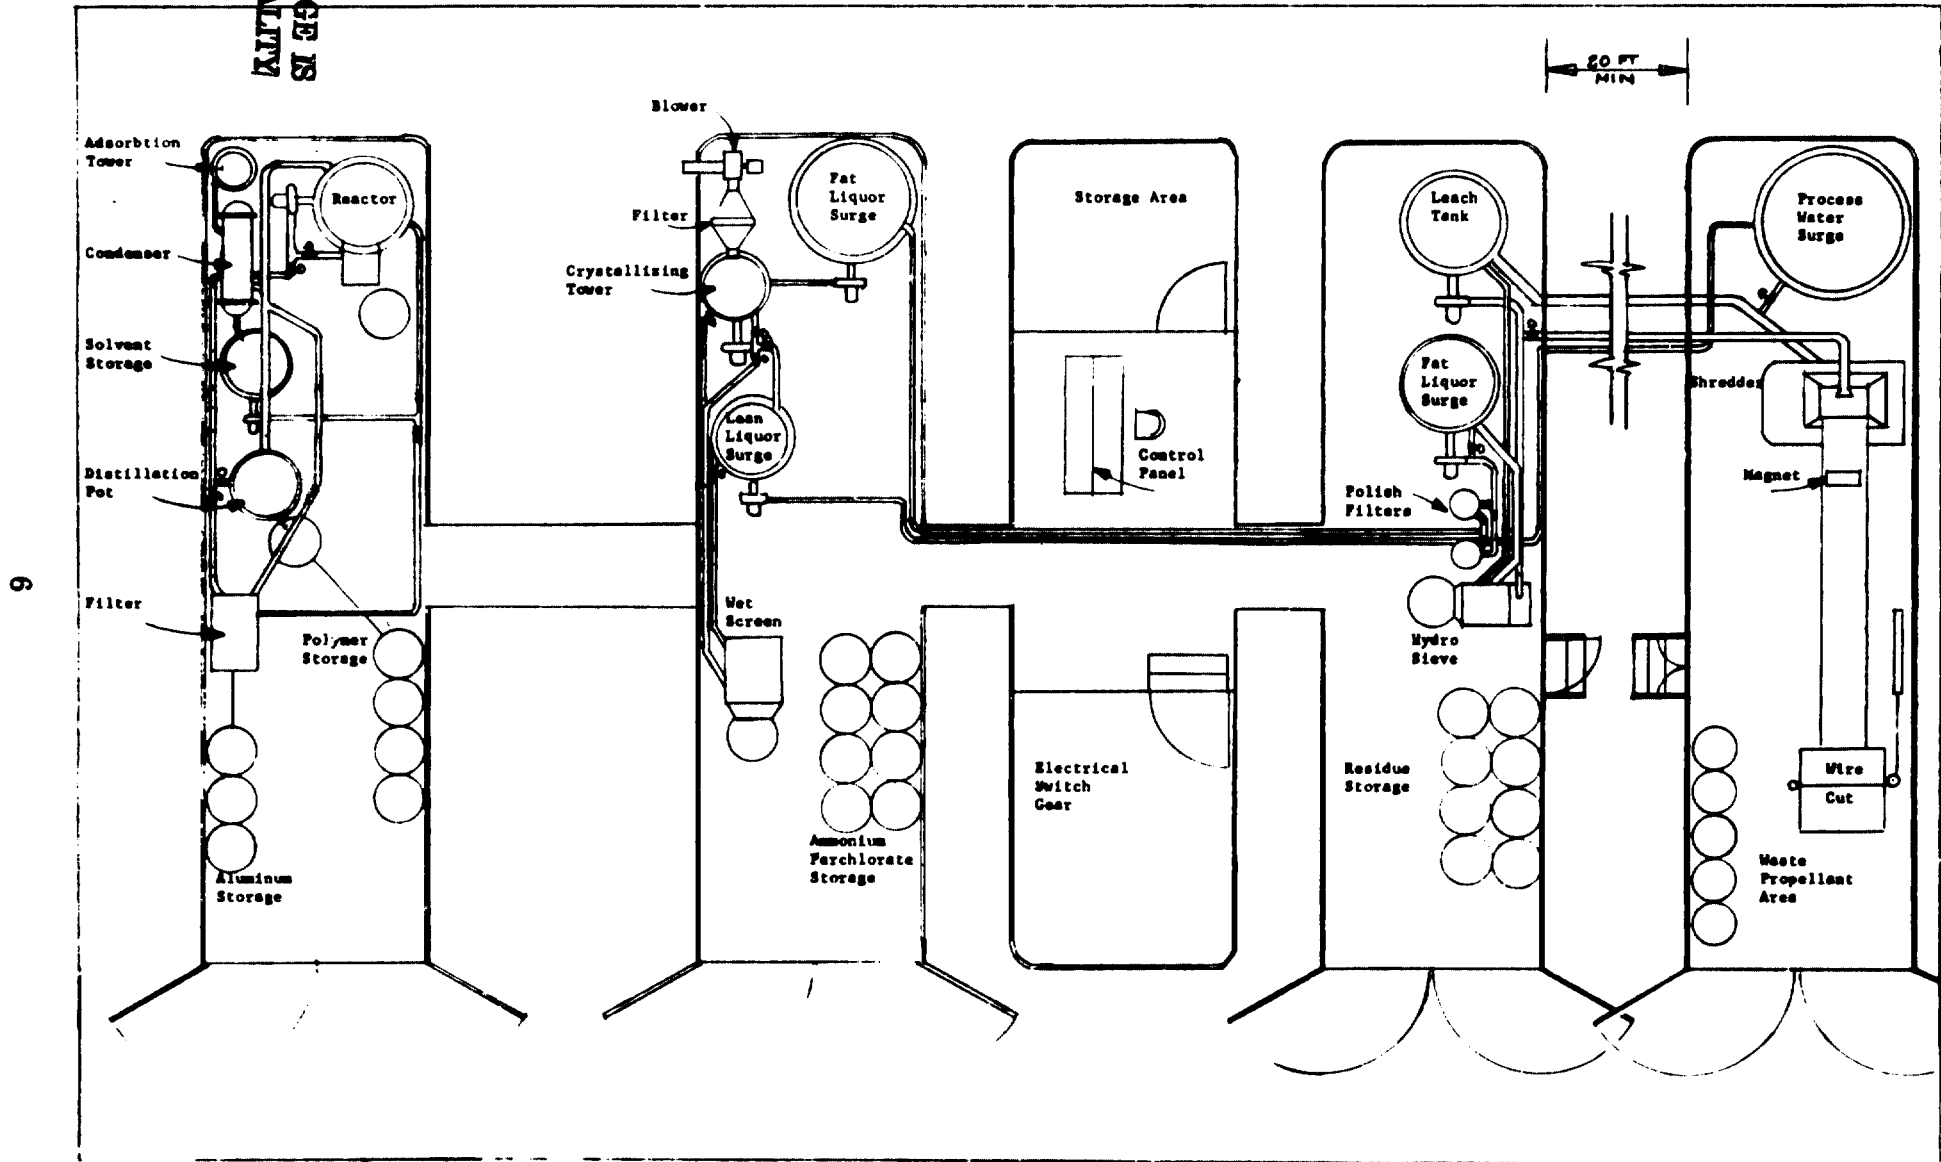 GE IS
LITY
20 FT
MIN
Blower
Adsorbtion
Tower
Reactor
Fat
Liquor
Surge
Storage Area
Leach
Tank
Process
Water
Surge
Filter
Condenser
Crystallizing
Tower
Solvent
Storage
Fat
Liquor
Surge
Shredder
Lean
Liquor
Surge
Control
Panel
Distillation
Pot
Magnet
Polish
Filters
6
Filter
Wet
Screen
Polymer
Storage
Hydro
Sieve
Electrical
Switch
Gear
Residue
Storage
Wire
Cut
Ammonium
Perchlorate
Storage
Waste
Propellant
Area
Aluminum
Storage